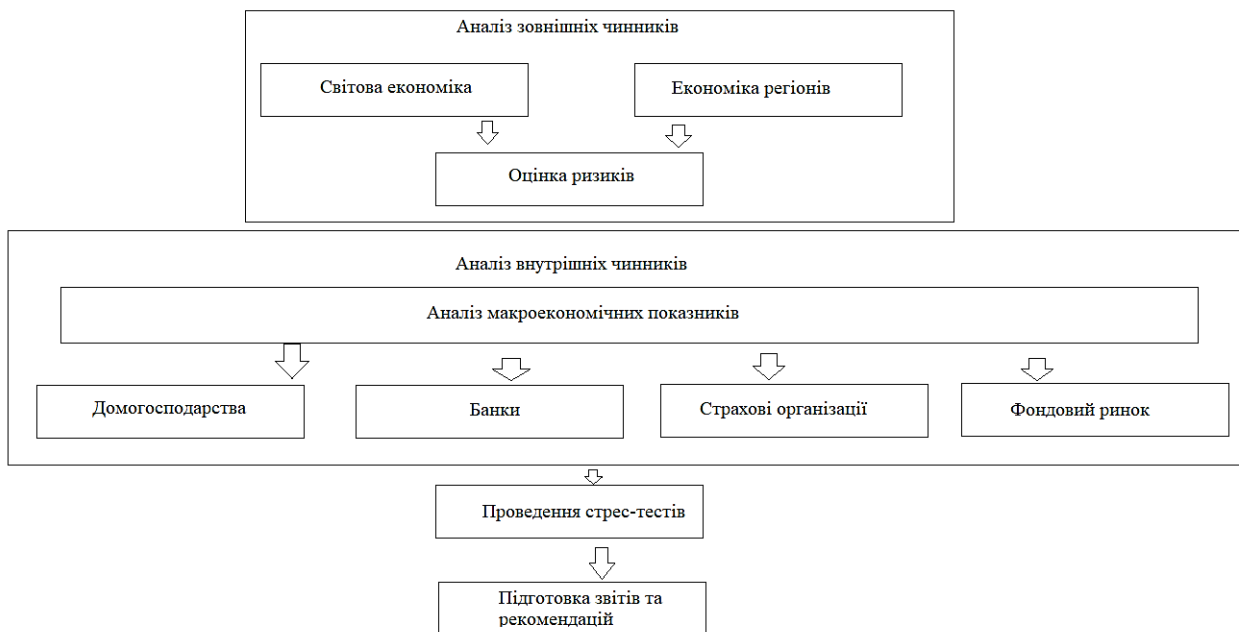 Аналіз зовнішніх чинників
Світова економіка
Економіка регіонів
Оцінка ризиків
Аналіз внутрішніх чинників
Аналіз макроекономічних показників
Домогосподарства
Банки
Страхові організації
Фондовий ринок
Проведення стрес-тестів
Підготовка звітів та
рекомендацій